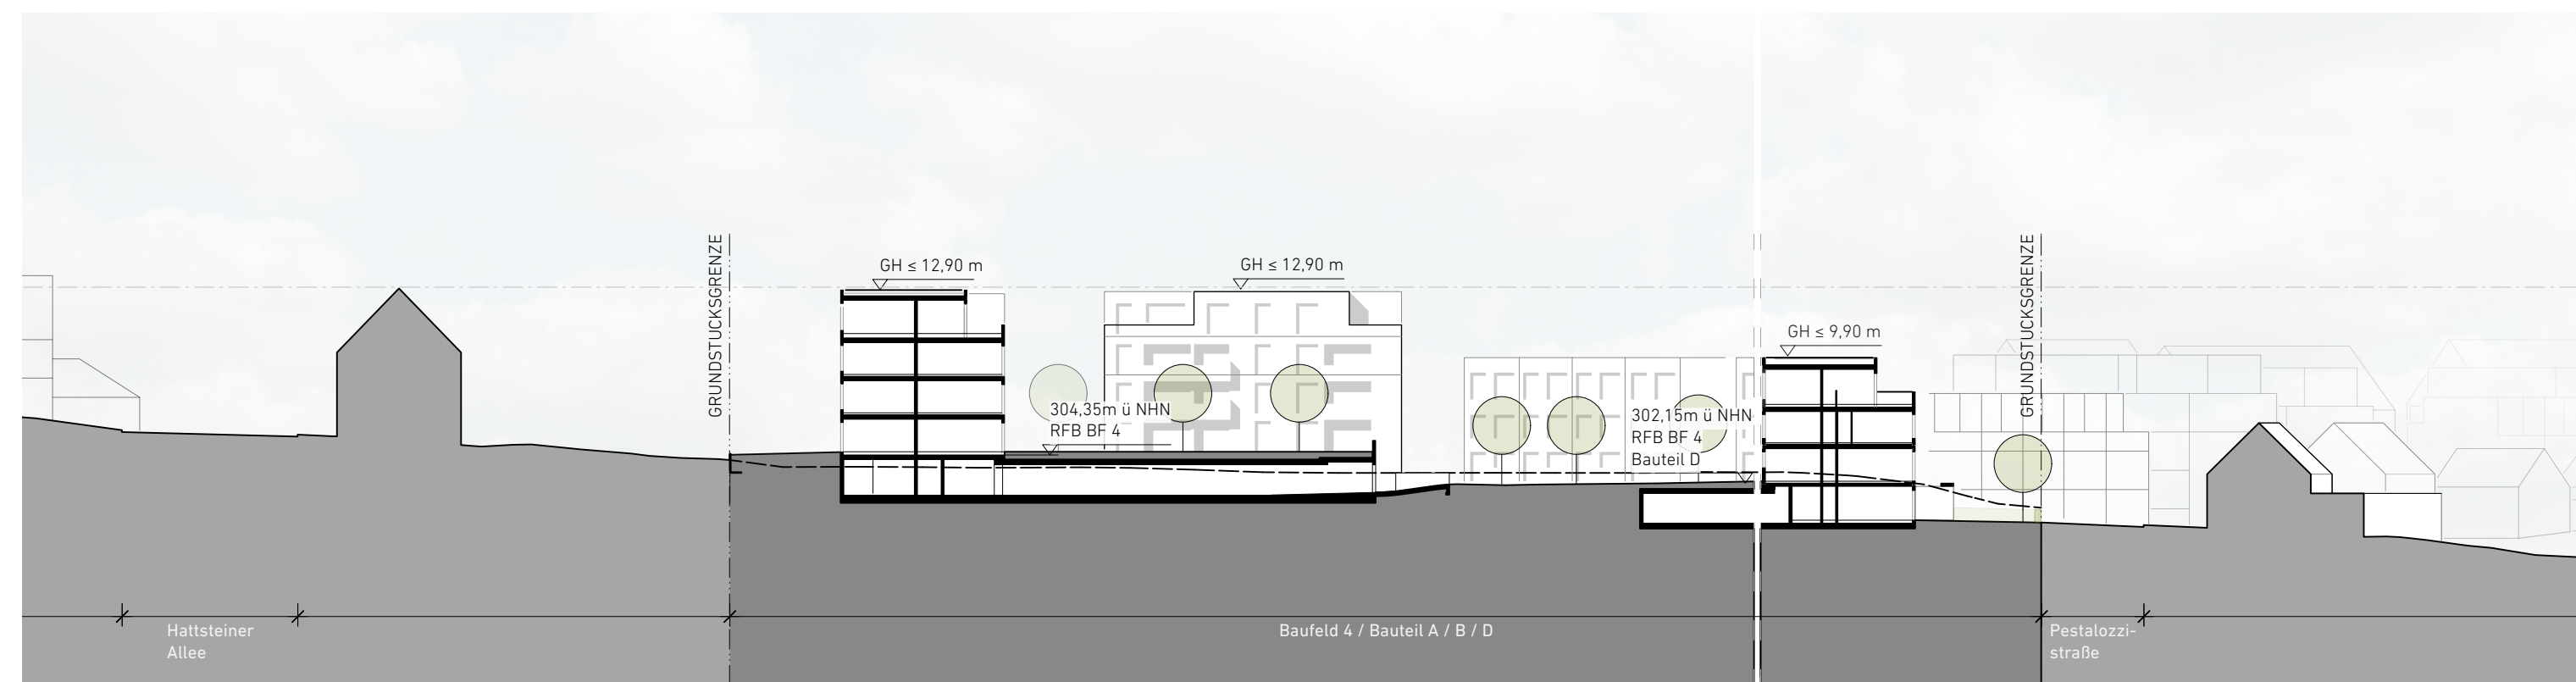 GRUNDSTÜCKSGRENZE
GH ≤ 12,90 m
GH ≤ 12,90 m
GRUNDSTÜCKSGRENZE
GH ≤ 9,90 m
304,35m ü NHN
RFB BF 4
302,15m ü NHN
RFB BF 4
Bauteil D
Hattsteiner
Allee
Baufeld 4 / Bauteil A / B / D
Pestalozzi-
straße